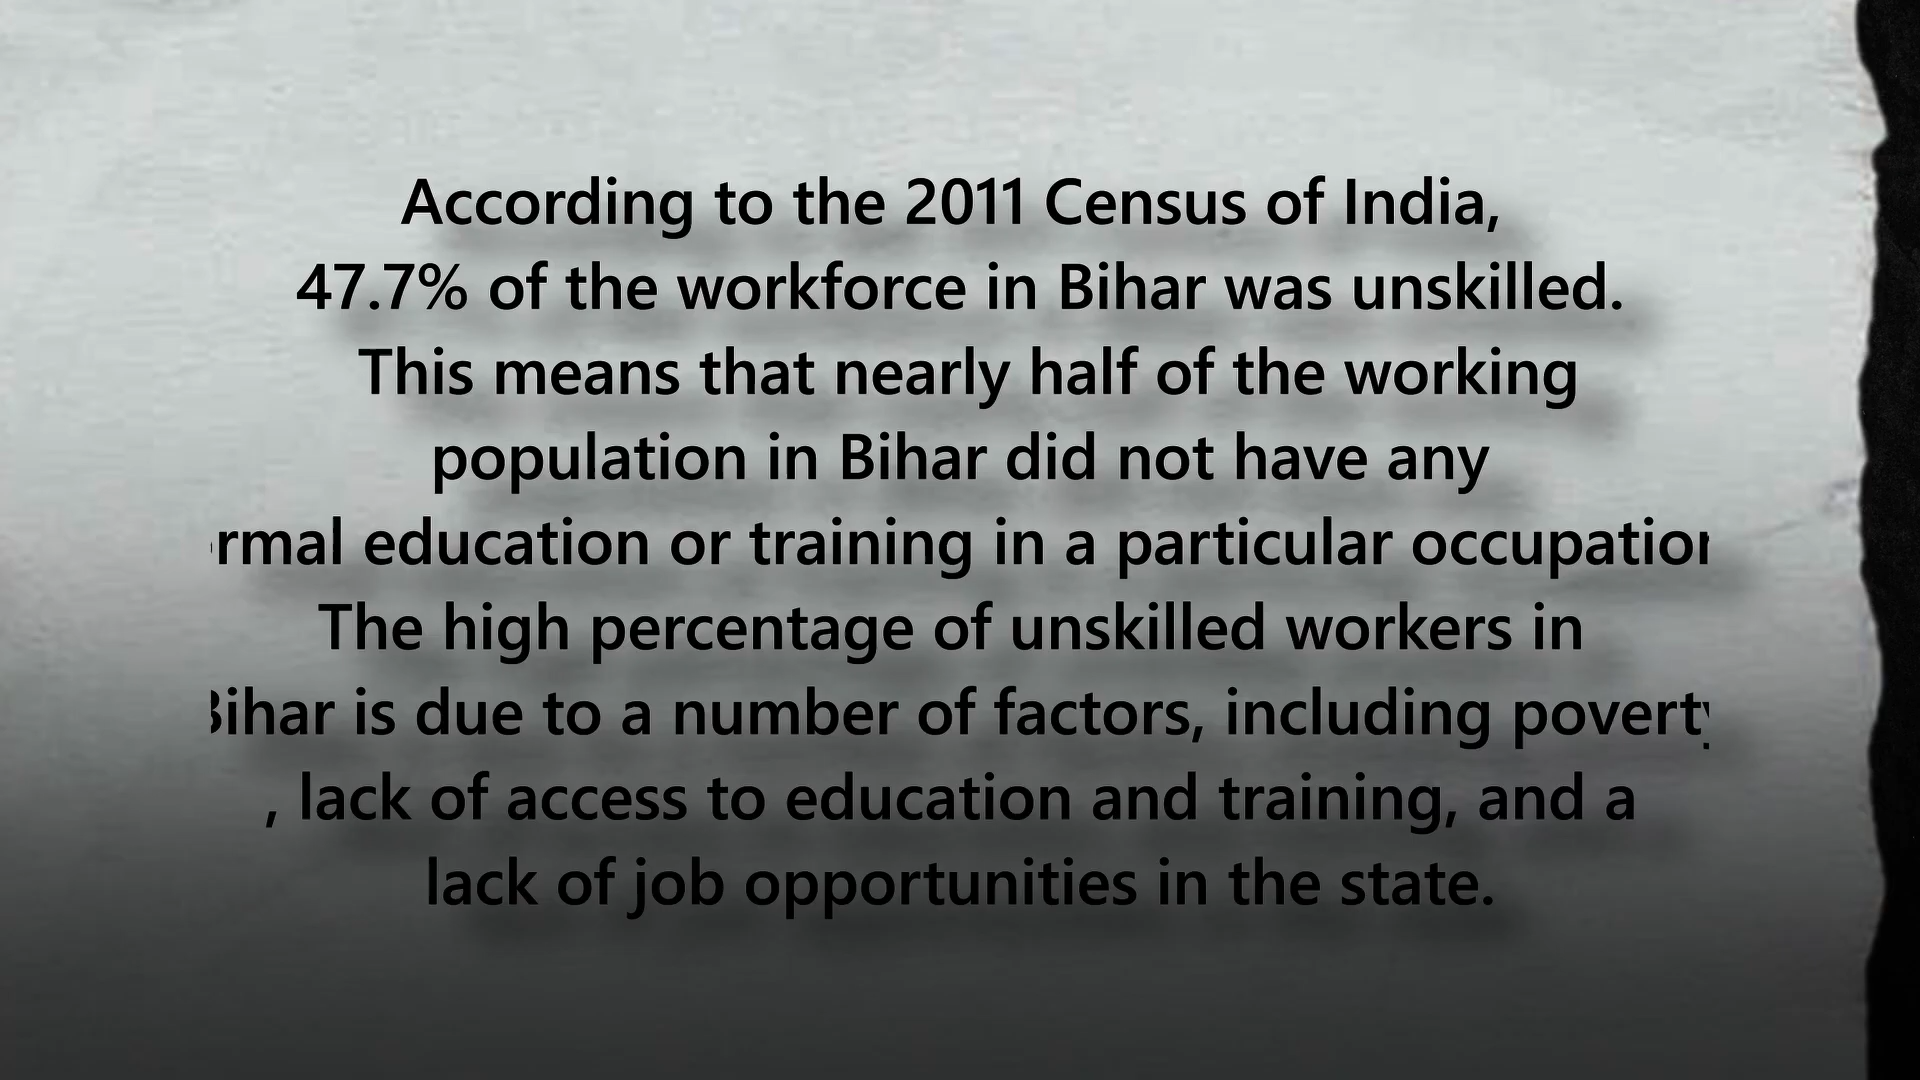 According to the 2011 Census of India,
47.7% of the workforce in Bihar was unskilled.
This means that nearly half of the working
population in Bihar did not have any
rmal education or training in a particular occupation
The high percentage of unskilled workers in
Bihar is due to a number of factors, including poverty
, lack of access to education and training, and a
lack of job opportunities in the state.